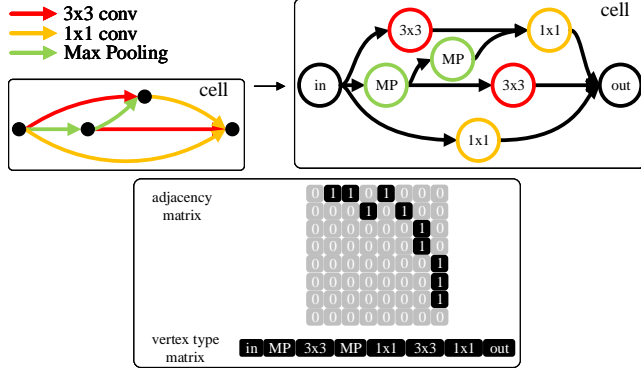 3x3 conv
1x1 conv
Max Pooling
cell
cell
3x3
1x1
MP
in
MP
3x3
out
1x1
adjacency
matrix
0 1 1 0 1 0 0 0
0 0 0 1 0 1 0 0
0 0 0 0 0 0 1 0
0 0 0 0 0 0 1 0
0 0 0 0 0 0 0 1
0 0 0 0 0 0 0 1
0 0 0 0 0 0 0 1
0 0 0 0 0 0 0 0
vertex type
matrix
in MP 3x3 MP 1x1 3x3 1x1 out